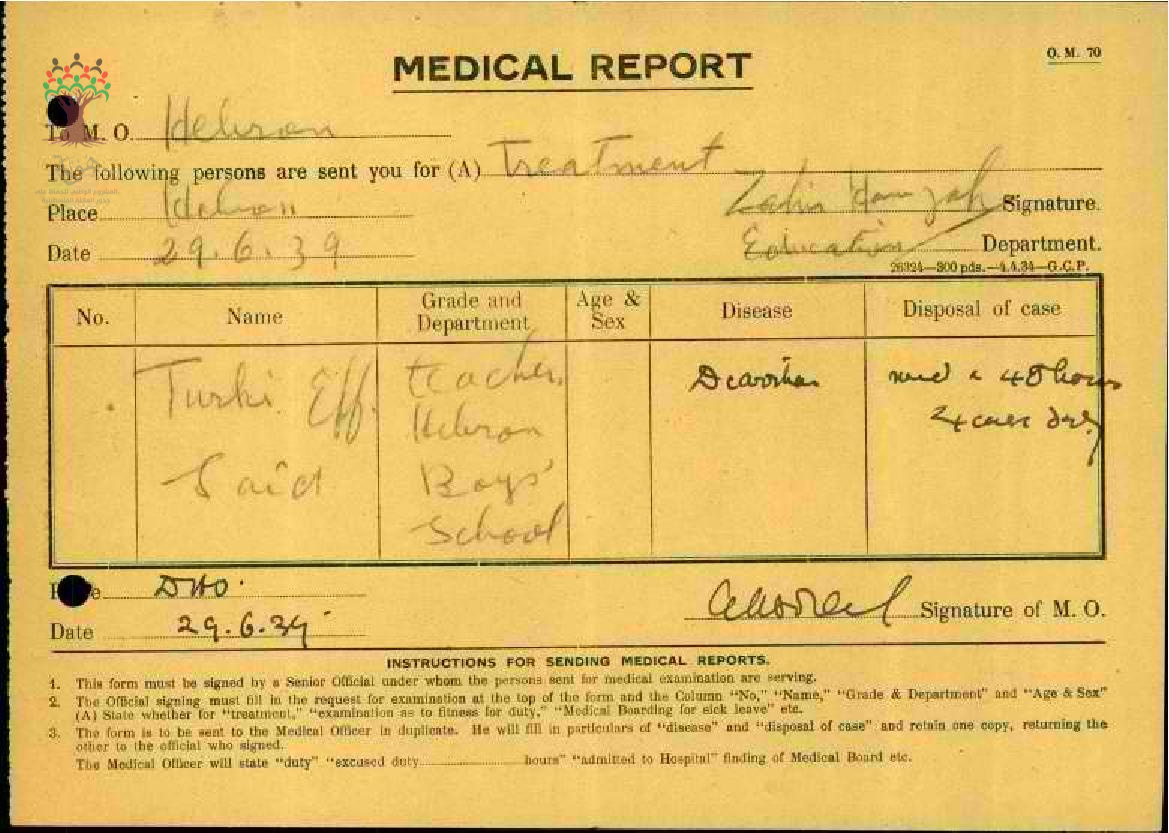 O. M. 70
MEDICAL REPORT
To M. O. Hebron
The following persons are sent you for (A) Treatment
Place Hebron
Signature.
Date 29.6.39
Education Department.
26324—300 pds.—4.4.34—G.C.P.
No. Name Grade and Department Age & Sex Disease Disposal of case
Turki Eff. teacher
Hebron
Said Boys'
School
48 hours
Place DHO.
Signature of M. O.
Date 29.6.39
INSTRUCTIONS FOR SENDING MEDICAL REPORTS.
1. This form must be signed by a Senior Official under whom the persons sent for medical examination are serving.
2. The Official signing must fill in the request for examination at the top of the form and the Column "No," "Name," "Grade & Department" and "Age & Sex"
(A) State whether for "treatment," "examination as to fitness for duty," "Medical Boarding for sick leave" etc.
3. The form is to be sent to the Medical Officer in duplicate. He will fill in particulars of "disease" and "disposal of case" and retain one copy, returning the
other to the official who signed.
The Medical Officer will state "duty" "excused duty............hours" "admitted to Hospital" finding of Medical Board etc.